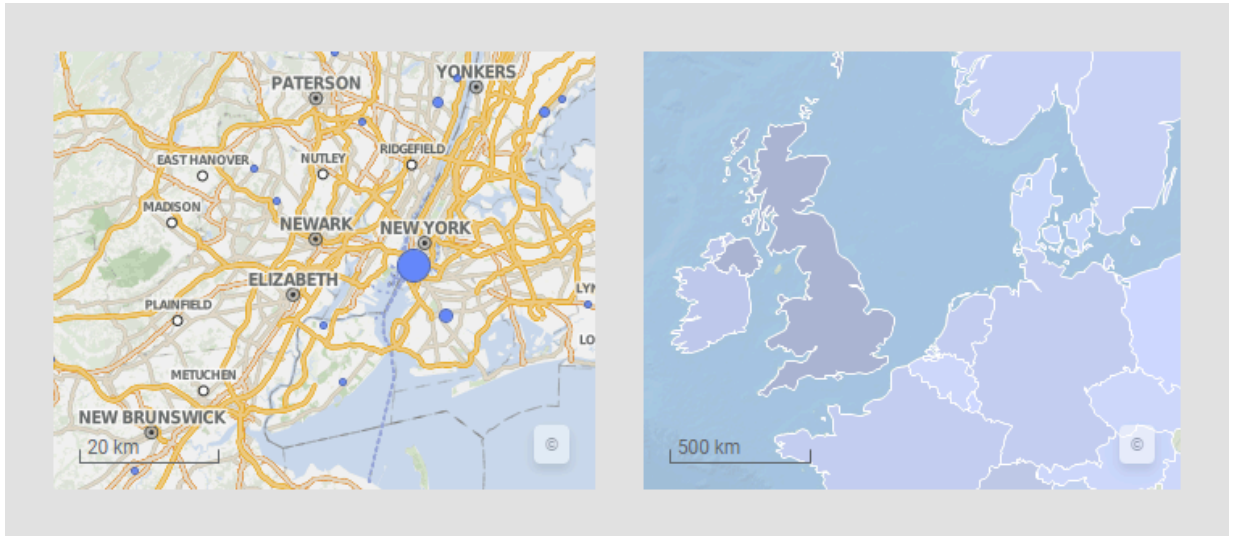 YONKERS
PATERSON
RIDGEFIELD
EAST HANOVER
NUTLEY
MADISON
NEWARK
NEW YORK
ELIZABETH
PLAINFIELD
LYN
LO
METUCHEN
NEW BRUNSWICK
20 km
©
500 km
©